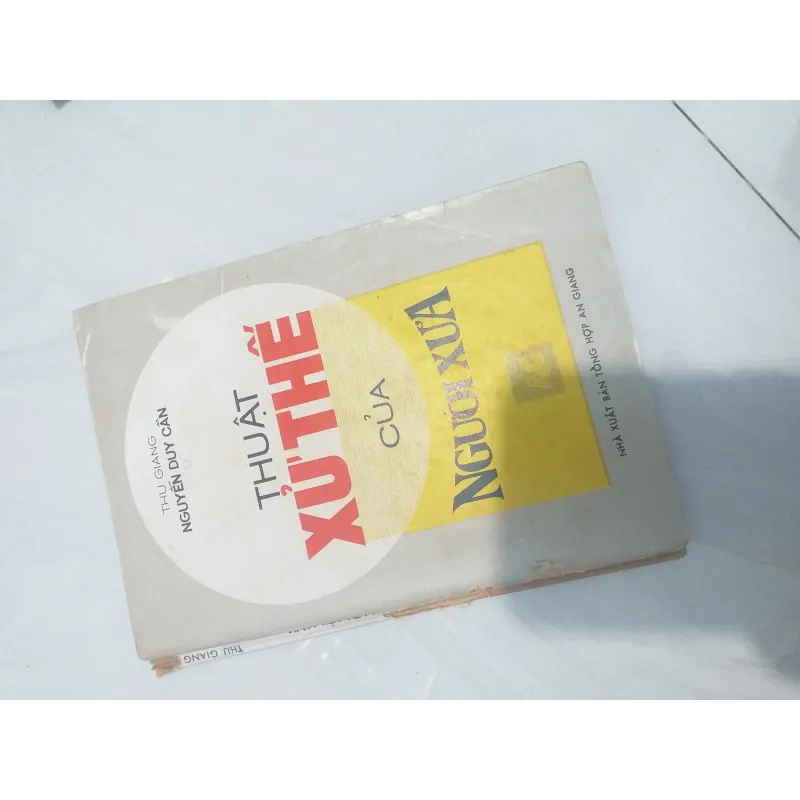 THU GIANG
NGUYỄN DUY CẦN
THUẬT
XỬ THẾ
CỦA
NGƯỜI XƯA
AG
NHÀ XUẤT BẢN TỔNG HỢP AN GIANG
THU GIANG